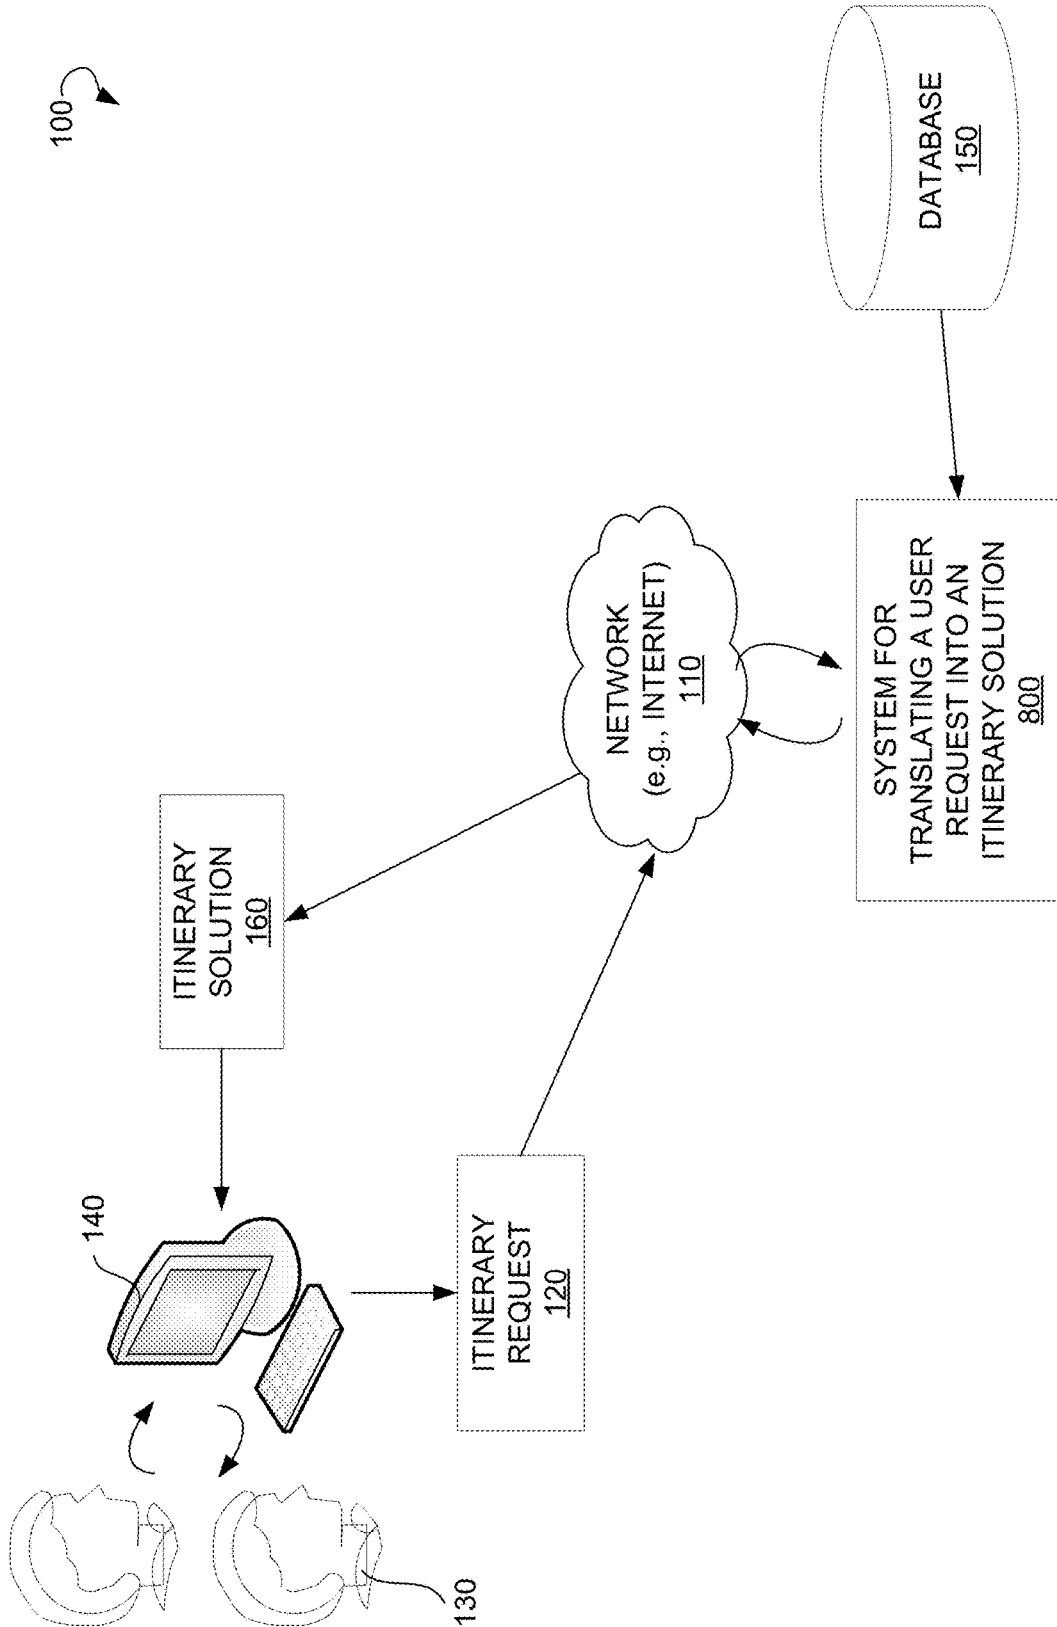 100
140
130
ITINERARY
SOLUTION
160
ITINERARY
REQUEST
120
NETWORK
(e.g., INTERNET)
110
SYSTEM FOR
TRANSLATING A USER
REQUEST INTO AN
ITINERARY SOLUTION
800
DATABASE
150